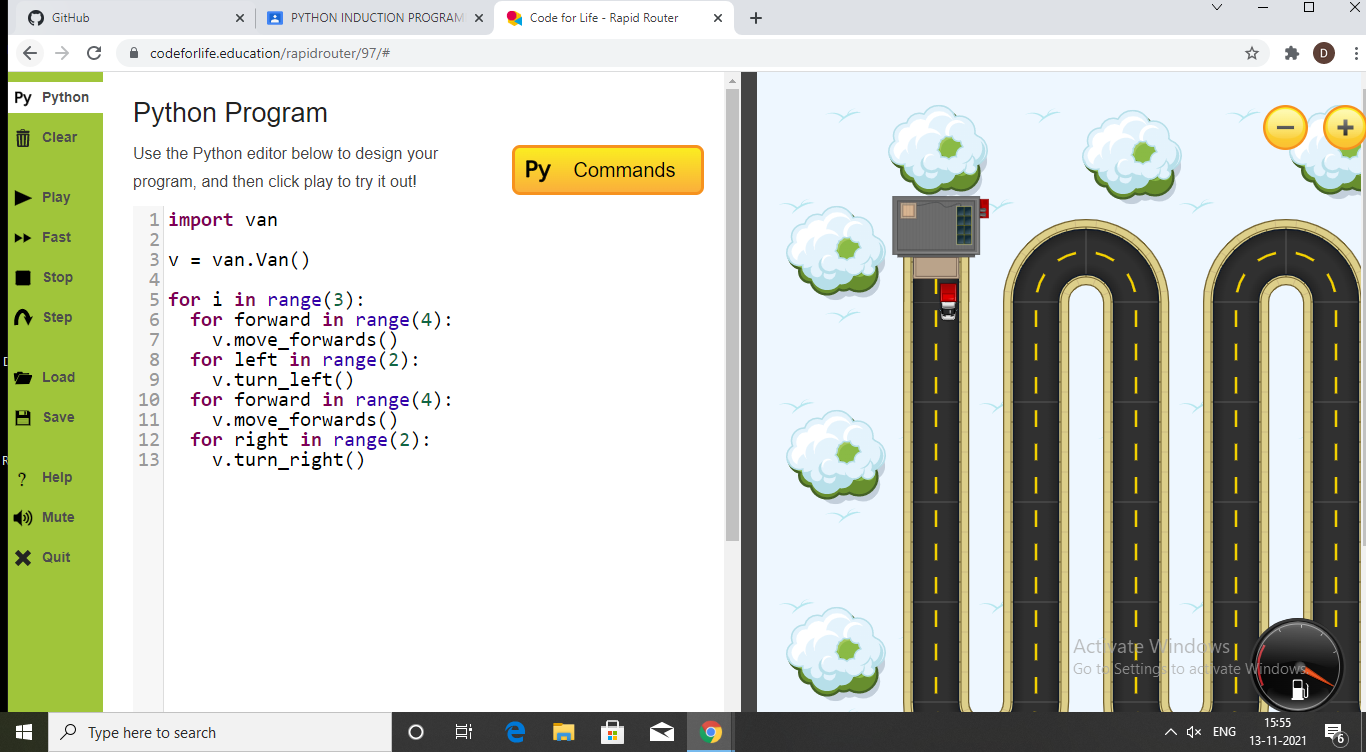 GitHub
PYTHON INDUCTION PROGRAM
Code for Life - Rapid Router
codeforlife.education/rapidrouter/97/#
D
Py Python
Clear
Play
Fast
Stop
Step
Load
Save
? Help
Mute
Quit
Python Program
Use the Python editor below to design your
program, and then click play to try it out!
Py Commands
1 import van
2
3 v = van.Van()
4
5 for i in range(3):
6 for forward in range(4):
7 v.move_forwards()
8 for left in range(2):
9 v.turn_left()
10 for forward in range(4):
11 v.move_forwards()
12 for right in range(2):
13 v.turn_right()
Activate Windows
Go to Settings to activate Windows.
Type here to search
ENG
15:55
13-11-2021
6